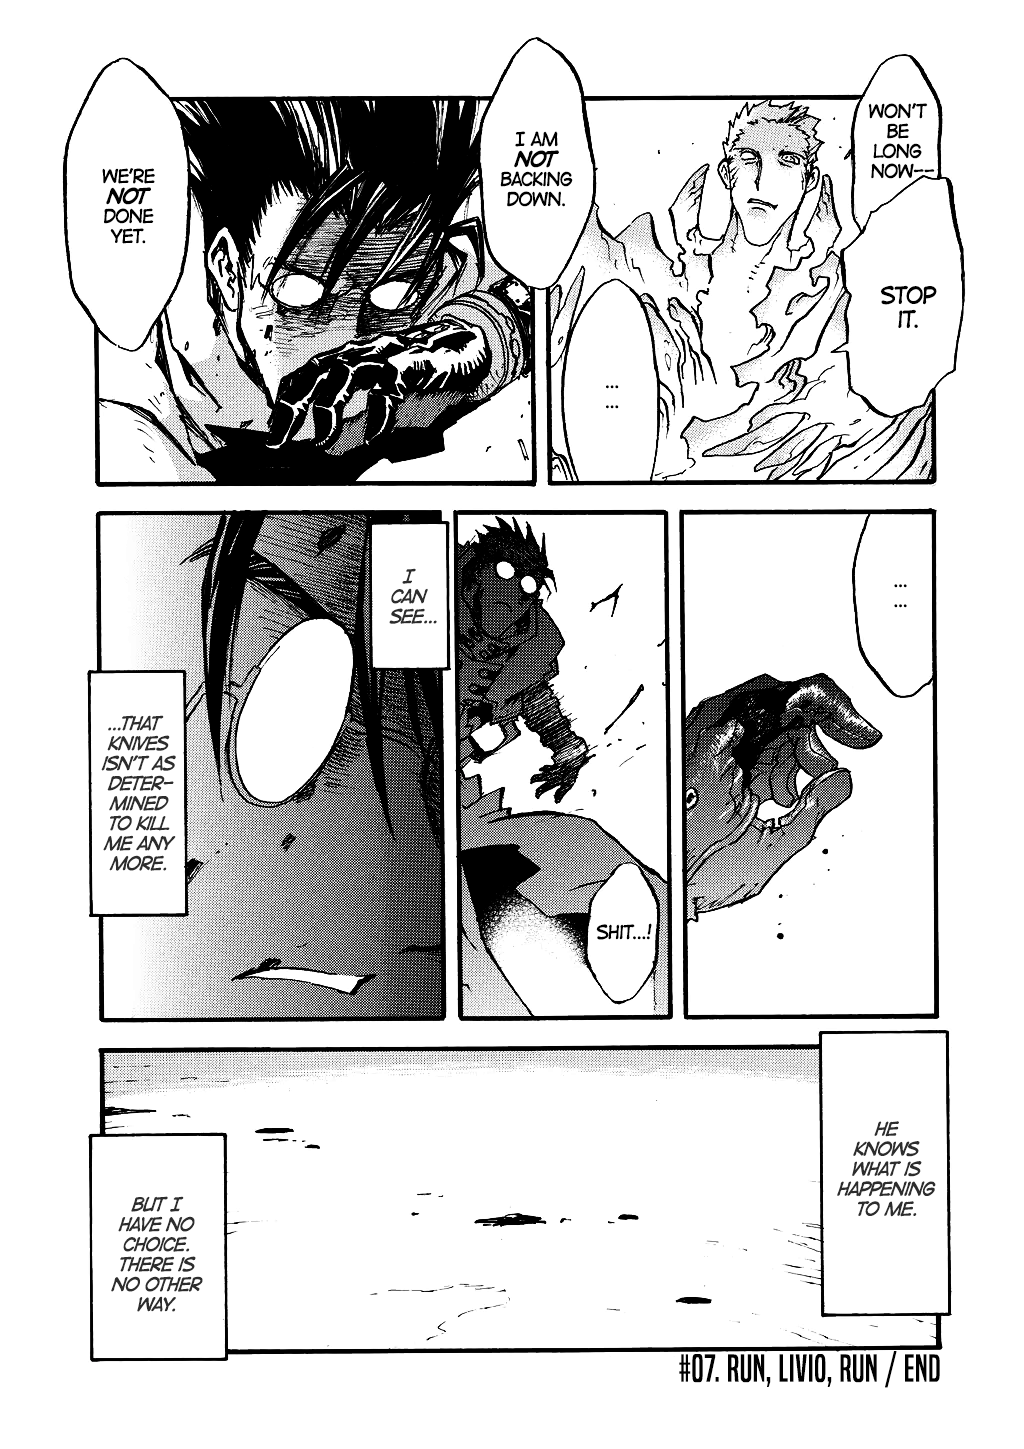 WON'T
BE
LONG
NOW--
STOP
IT.
...
...
I AM
NOT
BACKING
DOWN.
WE'RE
NOT
DONE
YET.
...
...
SHIT...!
I
CAN
SEE...
...THAT
KNIVES
ISN'T AS
DETER-
MINED
TO KILL
ME ANY
MORE.
HE
KNOWS
WHAT IS
HAPPENING
TO ME.
BUT I
HAVE NO
CHOICE.
THERE IS
NO OTHER
WAY.
#07. RUN, LIVIO, RUN / END